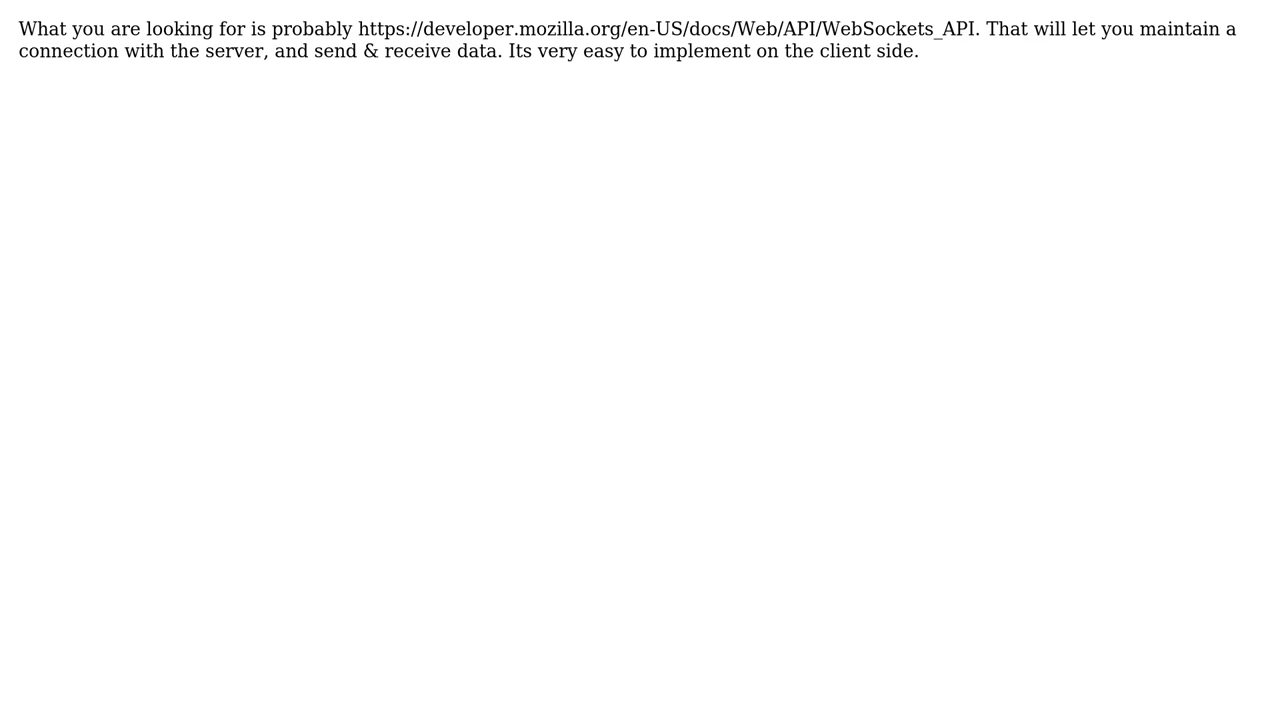 What you are looking for is probably https://developer.mozilla.org/en-US/docs/Web/API/WebSockets_API. That will let you maintain a
connection with the server, and send & receive data. Its very easy to implement on the client side.